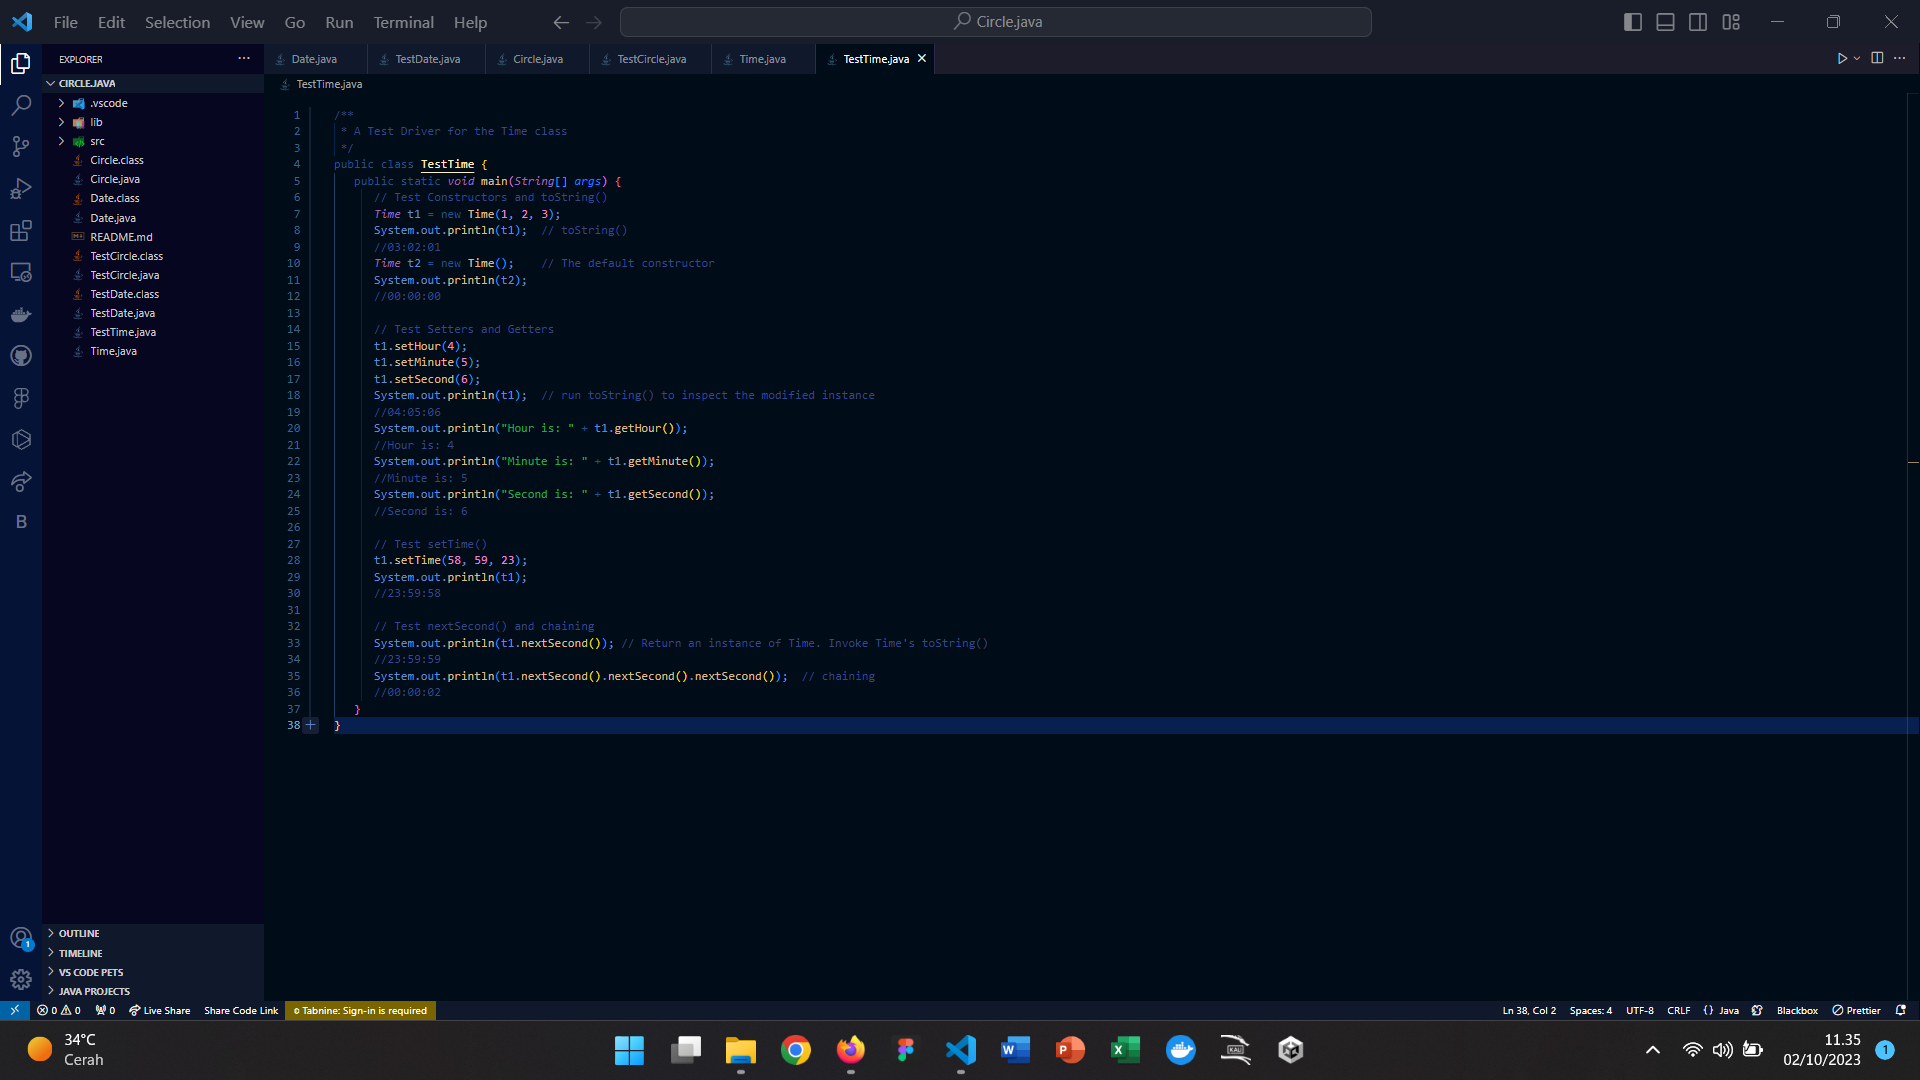 File Edit Selection View Go Run Terminal Help
Circle.java
EXPLORER
Date.java TestDate.java Circle.java TestCircle.java Time.java TestTime.java
CIRCLE.JAVA
TestTime.java
.vscode
lib
src
Circle.class
Circle.java
Date.class
Date.java
README.md
TestCircle.class
TestCircle.java
TestDate.class
TestDate.java
TestTime.java
Time.java
1 /**
2 * A Test Driver for the Time class
3 */
4 public class TestTime {
5 public static void main(String[] args) {
6 // Test Constructors and toString()
7 Time t1 = new Time(1, 2, 3);
8 System.out.println(t1); // toString()
9 //03:02:01
10 Time t2 = new Time(); // The default constructor
11 System.out.println(t2);
12 //00:00:00
13
14 // Test Setters and Getters
15 t1.setHour(4);
16 t1.setMinute(5);
17 t1.setSecond(6);
18 System.out.println(t1); // run toString() to inspect the modified instance
19 //04:05:06
20 System.out.println("Hour is: " + t1.getHour());
21 //Hour is: 4
22 System.out.println("Minute is: " + t1.getMinute());
23 //Minute is: 5
24 System.out.println("Second is: " + t1.getSecond());
25 //Second is: 6
26
27 // Test setTime()
28 t1.setTime(58, 59, 23);
29 System.out.println(t1);
30 //23:59:58
31
32 // Test nextSecond() and chaining
33 System.out.println(t1.nextSecond()); // Return an instance of Time. Invoke Time's toString()
34 //23:59:59
35 System.out.println(t1.nextSecond().nextSecond().nextSecond()); // chaining
36 //00:00:02
37 }
38 }
B
OUTLINE
TIMELINE
VS CODE PETS
JAVA PROJECTS
1
0 0 0 Live Share Share Code Link Tabnine: Sign-in is required
Ln 38, Col 2 Spaces: 4 UTF-8 CRLF {} Java Blackbox Prettier
34°C
Cerah
W P X KALI
11.35
02/10/2023
1